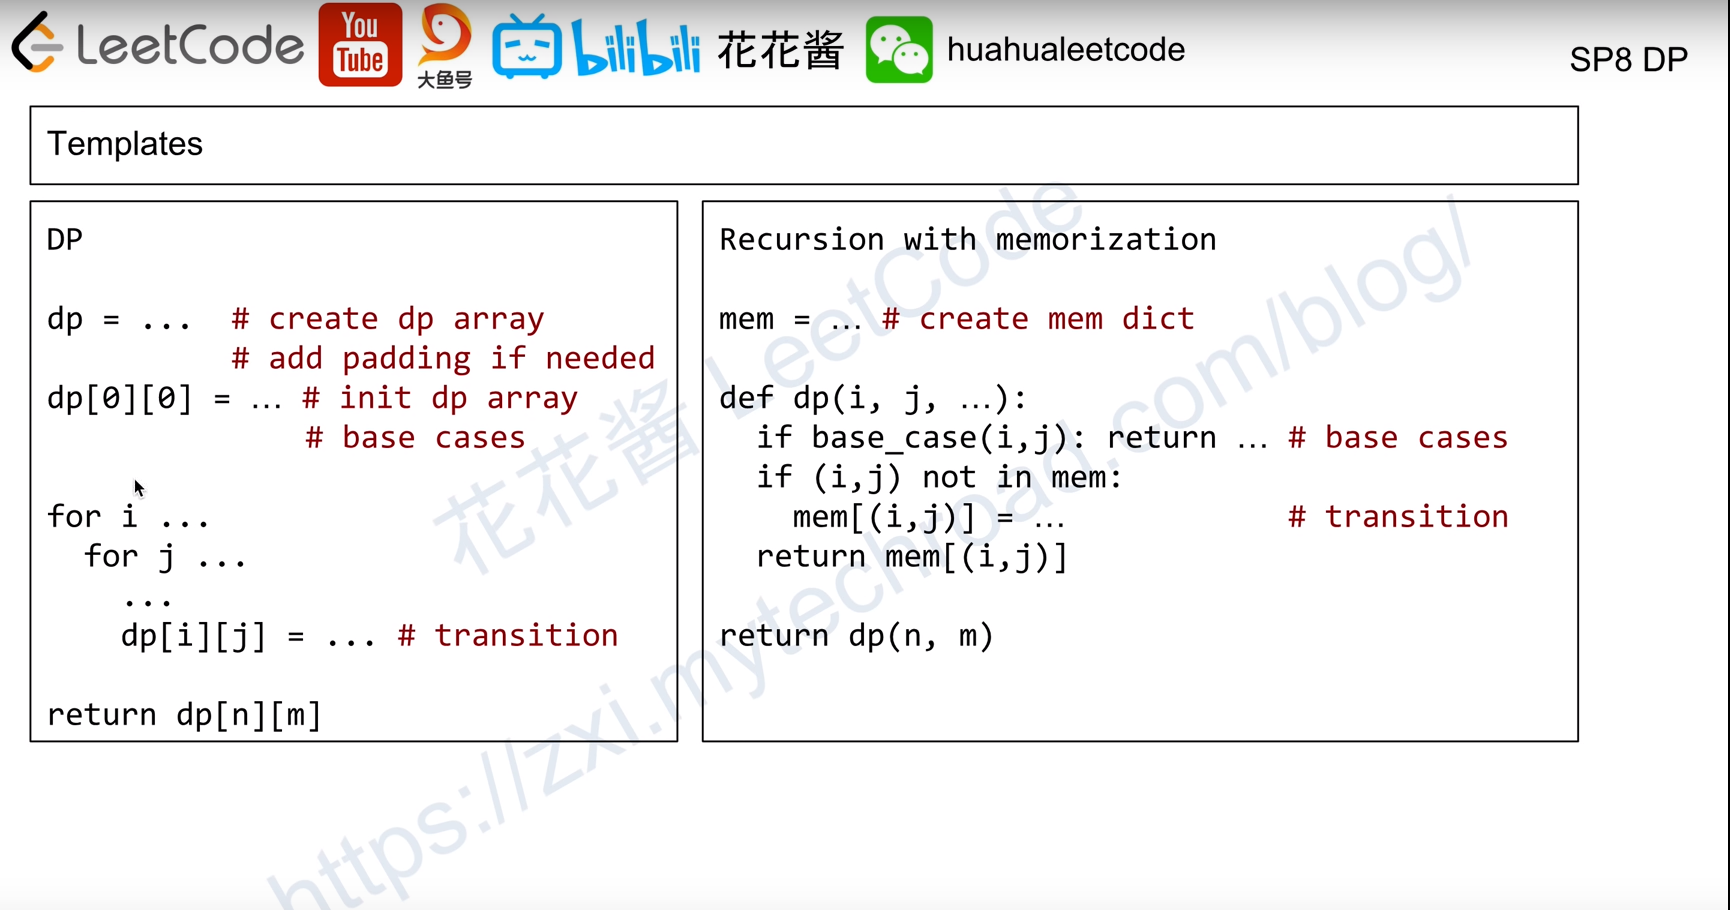 LeetCode You Tube 大鱼号 bilibili 花花酱 huahualeetcode SP8 DP
Templates
DP
dp = ... # create dp array
# add padding if needed
dp[0][0] = … # init dp array
# base cases
for i ...
for j ...
...
dp[i][j] = ... # transition
return dp[n][m]
Recursion with memorization
mem = … # create mem dict
def dp(i, j, …):
if base_case(i,j): return … # base cases
if (i,j) not in mem:
mem[(i,j)] = … # transition
return mem[(i,j)]
return dp(n, m)
花花酱 LeetCode
https://zxi.mytechroad.com/blog/